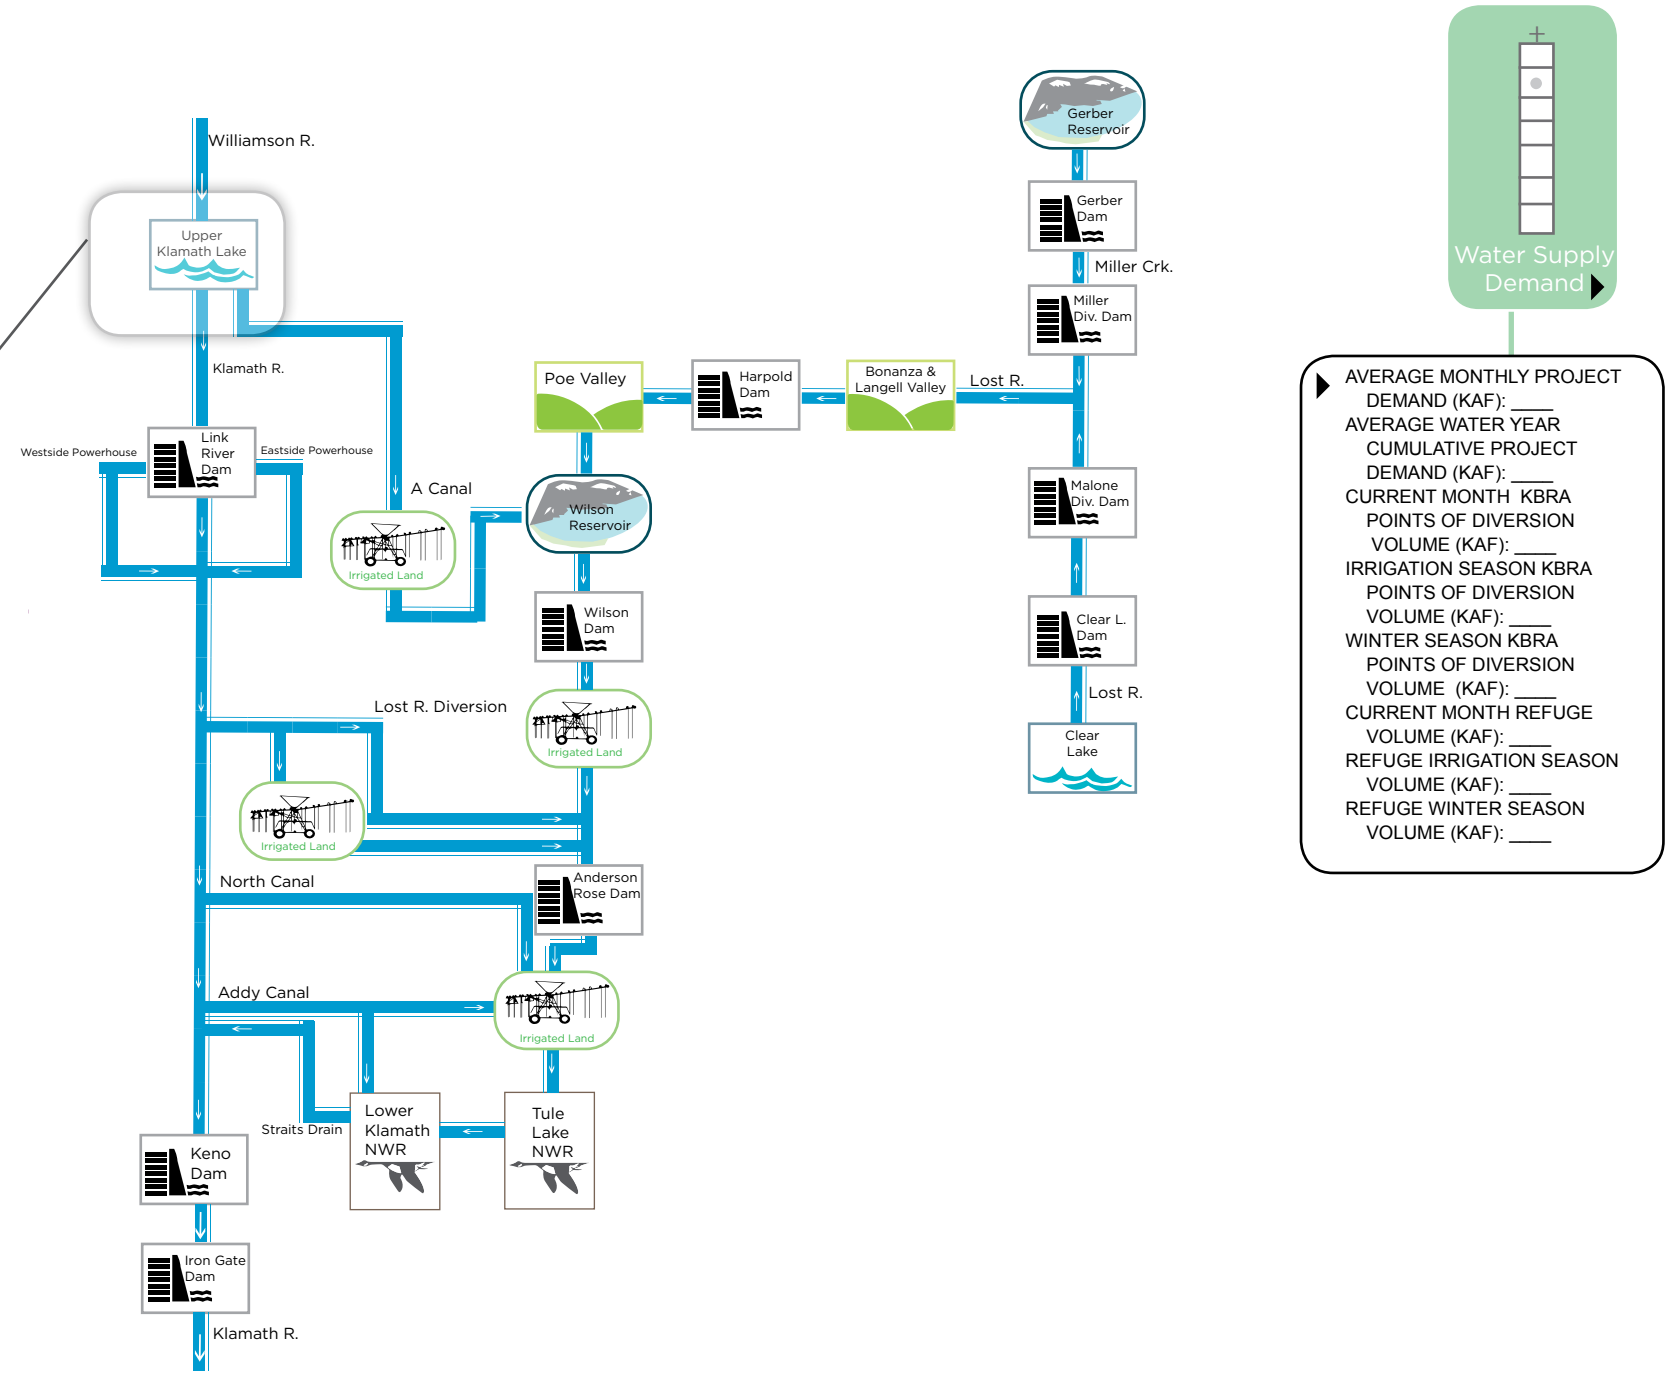 Williamson R.
Upper
Klamath Lake
Klamath R.
Westside Powerhouse
Link
River
Dam
Eastside Powerhouse
A Canal
Irrigated Land
Poe Valley
Wilson
Reservoir
Wilson
Dam
Irrigated Land
Harpold
Dam
Bonanza &
Langell Valley
Lost R.
Gerber
Reservoir
Gerber
Dam
Miller Crk.
Miller
Div. Dam
Malone
Div. Dam
Clear L.
Dam
Lost R.
Clear
Lake
Lost R. Diversion
Irrigated Land
North Canal
Anderson
Rose Dam
Addy Canal
Irrigated Land
Straits Drain
Lower
Klamath
NWR
Tule
Lake
NWR
Keno
Dam
Iron Gate
Dam
Klamath R.
+
Water Supply
Demand
AVERAGE MONTHLY PROJECT
DEMAND (KAF): ____
AVERAGE WATER YEAR
CUMULATIVE PROJECT
DEMAND (KAF): ____
CURRENT MONTH KBRA
POINTS OF DIVERSION
VOLUME (KAF): ____
IRRIGATION SEASON KBRA
POINTS OF DIVERSION
VOLUME (KAF): ____
WINTER SEASON KBRA
POINTS OF DIVERSION
VOLUME (KAF): ____
CURRENT MONTH REFUGE
VOLUME (KAF): ____
REFUGE IRRIGATION SEASON
VOLUME (KAF): ____
REFUGE WINTER SEASON
VOLUME (KAF): ____